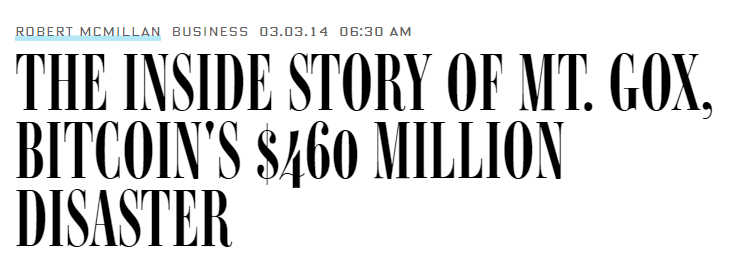 ROBERT MCMILLAN BUSINESS 03.03.14 06:30 AM
THE INSIDE STORY OF MT. GOX,
BITCOIN'S $460 MILLION
DISASTER